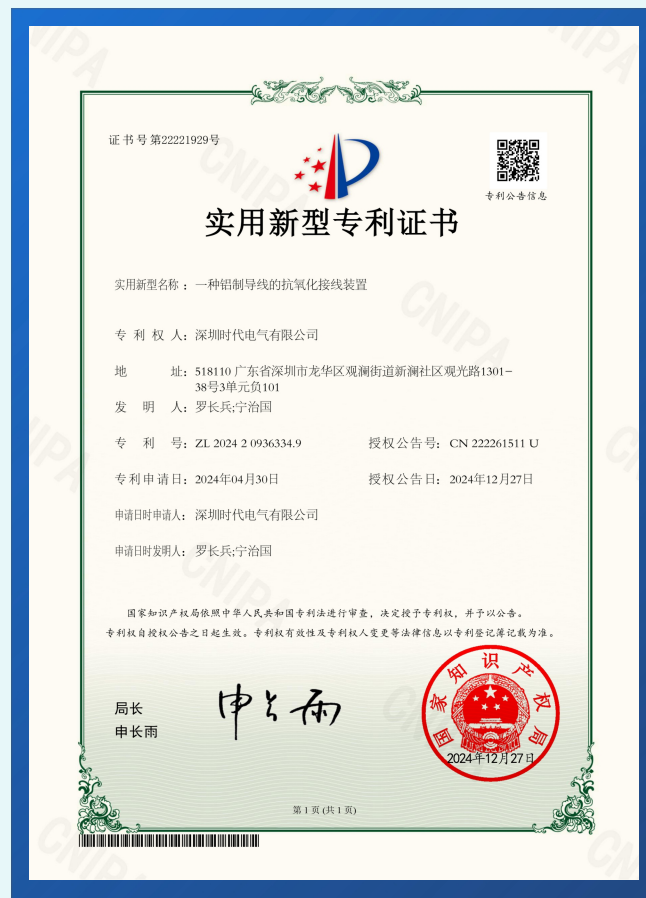 证书号第22221929号
专利公告信息
实用新型专利证书
实用新型名称：一种铝制导线的抗氧化接线装置
专利权人：深圳时代电气有限公司
地址：518110 广东省深圳市龙华区观澜街道新澜社区观光路1301-
38号3单元负101
发明人：罗长兵;宁治国
专利号：ZL 2024 2 0936334.9
授权公告号：CN 222261511 U
专利申请日：2024年04月30日
授权公告日：2024年12月27日
申请日时申请人：深圳时代电气有限公司
申请日时发明人：罗长兵;宁治国
国家知识产权局依照中华人民共和国专利法进行审查，决定授予专利权，并予以公告。
专利权自授权公告之日起生效。专利权有效性及专利权人变更等法律信息以专利登记簿记载为准。
局长
申长雨
申长雨
国家知识产权局
2024年12月27日
第1页(共1页)
CNIPA
CNIPA
CNIPA
CNIPA
CNIPA
CNIPA
CNIPA
CNIPA